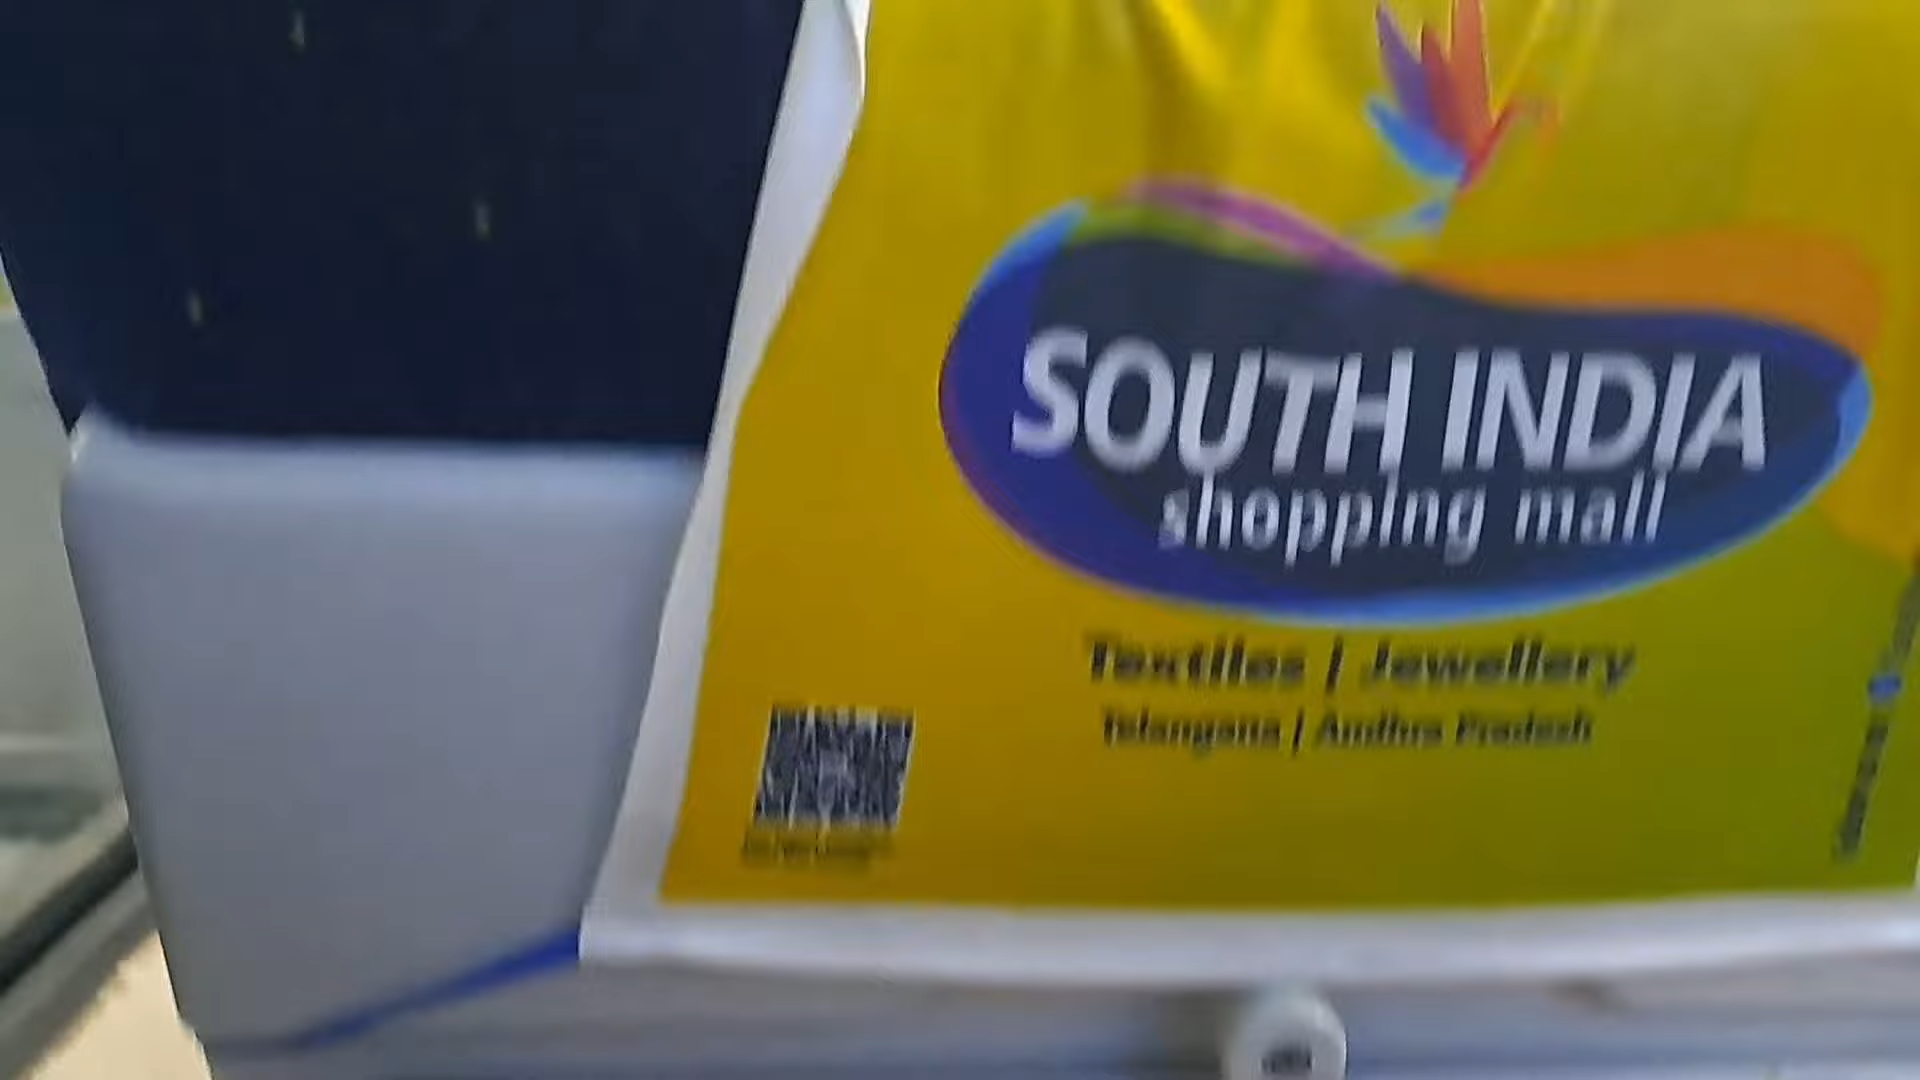 SOUTH INDIA
shopping mall
Textiles | Jewellery
Telangana | Andhra Pradesh